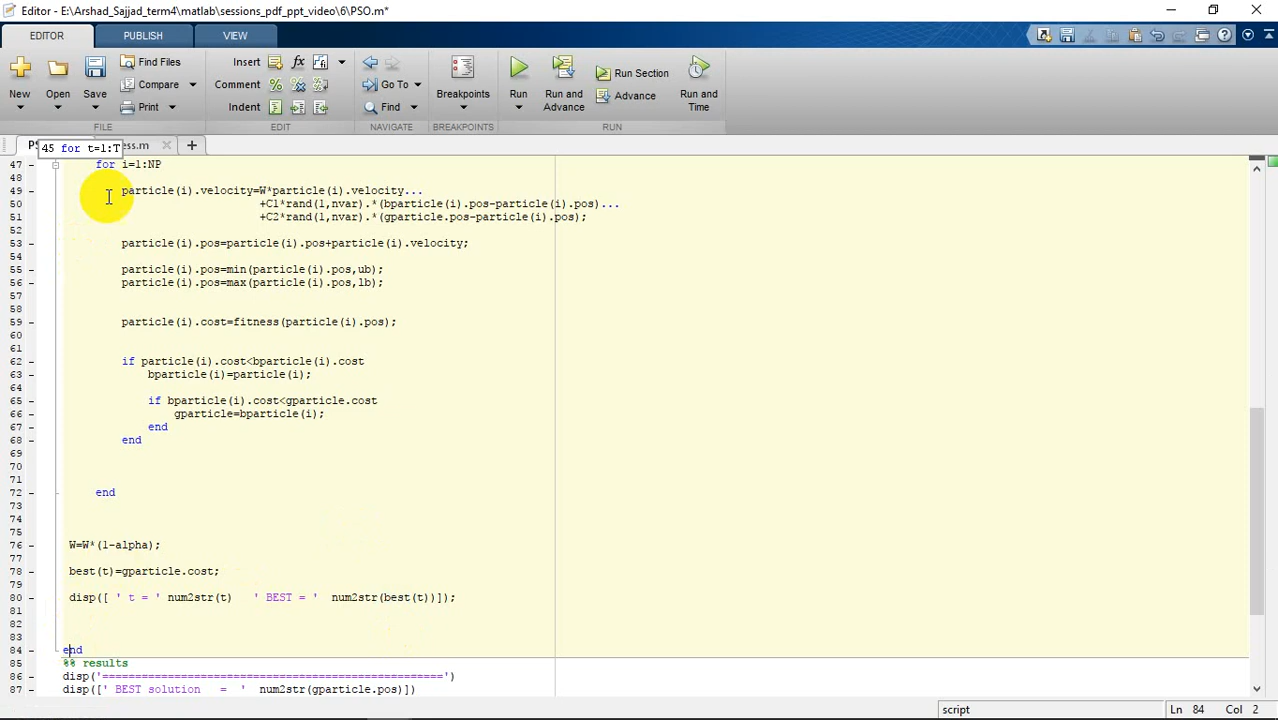 Editor - E:\Arshad_Sajjad_term4\matlab\sessions_pdf_ppt_video\6\PSO.m*
EDITOR PUBLISH VIEW
New Open Save Find Files Compare Print
Insert Comment Indent
Go To Find
Breakpoints
Run Run and Advance Run Section Advance Run and Time
FILE EDIT NAVIGATE BREAKPOINTS RUN
45 for t=1:T
47 - for i=1:NP
48
49 - particle(i).velocity=W*particle(i).velocity...
50 +C1*rand(1,nvar).*(bparticle(i).pos-particle(i).pos)...
51 +C2*rand(1,nvar).*(gparticle.pos-particle(i).pos);
52
53 - particle(i).pos=particle(i).pos+particle(i).velocity;
54
55 - particle(i).pos=min(particle(i).pos,ub);
56 - particle(i).pos=max(particle(i).pos,lb);
57
58
59 - particle(i).cost=fitness(particle(i).pos);
60
61
62 - if particle(i).cost<bparticle(i).cost
63 - bparticle(i)=particle(i);
64
65 - if bparticle(i).cost<gparticle.cost
66 - gparticle=bparticle(i);
67 - end
68 - end
69
70
71
72 - end
73
74
75
76 - W=W*(1-alpha);
77
78 - best(t)=gparticle.cost;
79
80 - disp([ ' t = ' num2str(t) ' BEST = ' num2str(best(t))]);
81
82
83
84 - end
85 %% results
86 - disp('====================================================')
87 - disp([' BEST solution = ' num2str(gparticle.pos)])
script Ln 84 Col 2